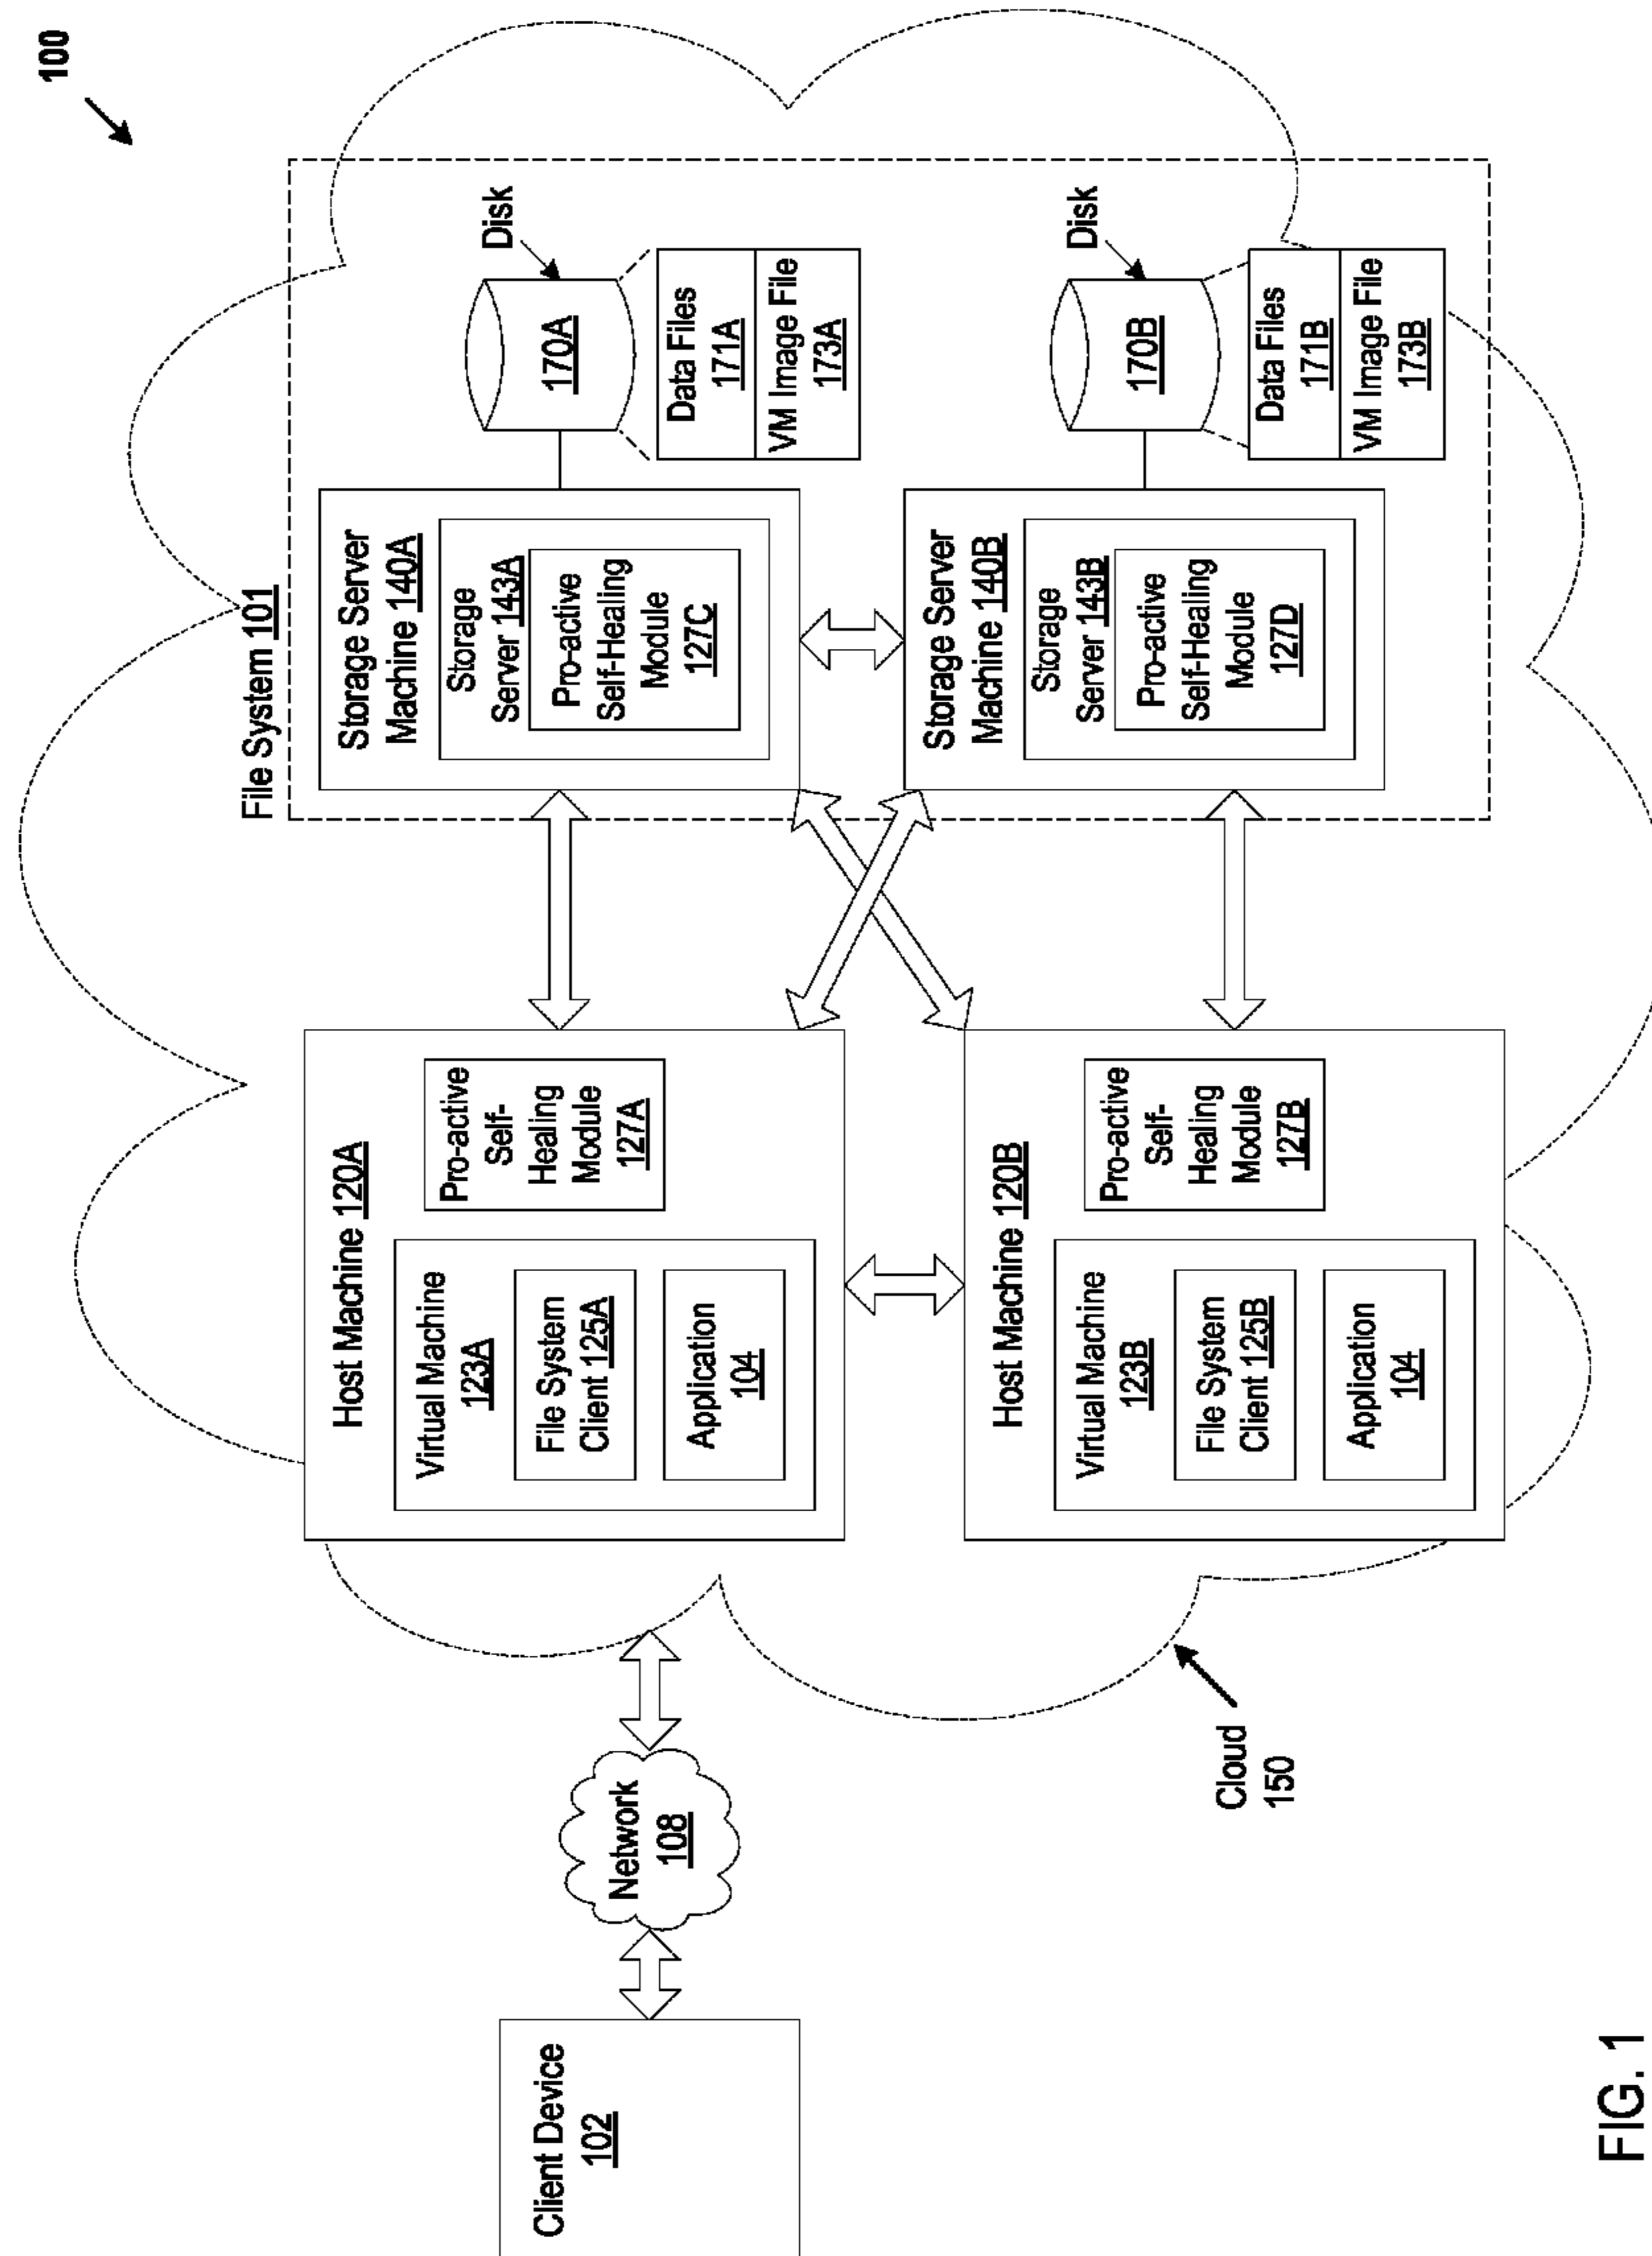 100
File System 101
Storage Server
Machine 140A
Storage
Server 143A
Pro-active
Self-Healing
Module
127C
Disk
170A
Data Files
171A
VM Image File
173A
Storage Server
Machine 140B
Storage
Server 143B
Pro-active
Self-Healing
Module
127D
Disk
170B
Data Files
171B
VM Image File
173B
Host Machine 120A
Virtual Machine
123A
File System
Client 125A
Application
104
Pro-active
Self-
Healing
Module
127A
Host Machine 120B
Virtual Machine
123B
File System
Client 125B
Application
104
Pro-active
Self-
Healing
Module
127B
Client Device
102
Network
108
Cloud
150
FIG. 1